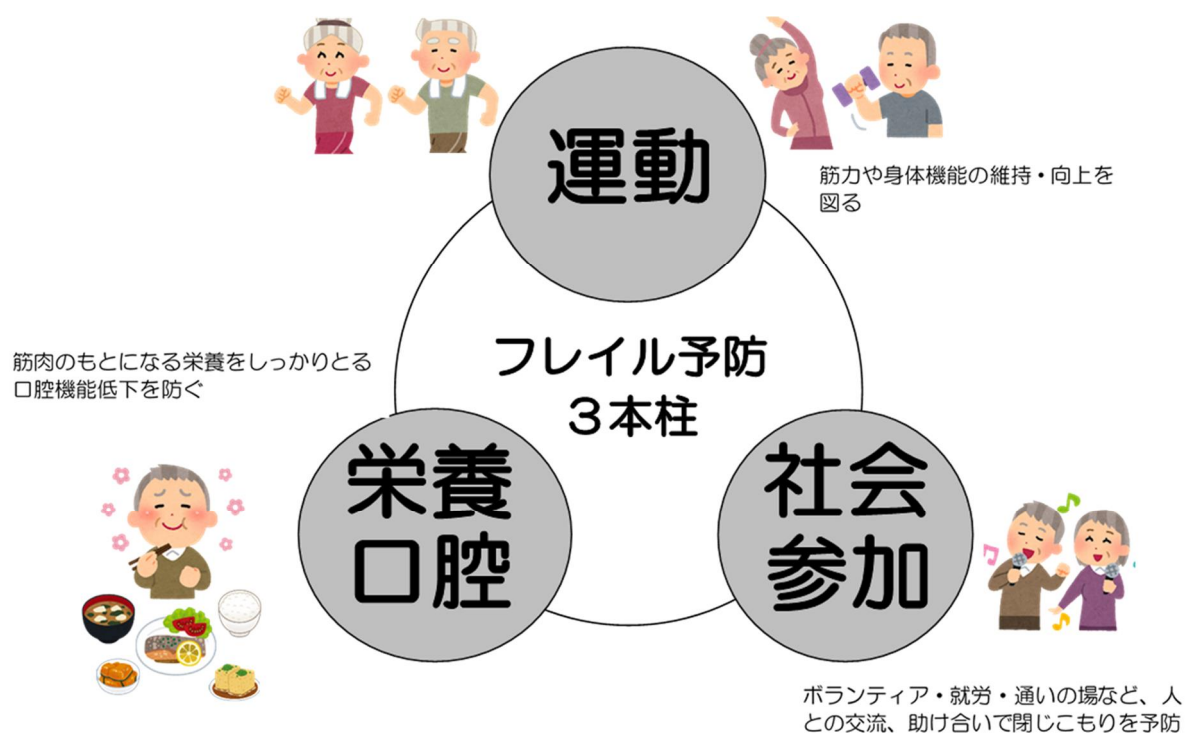 運動
筋力や身体機能の維持・向上を
図る
フレイル予防
３本柱
筋肉のもとになる栄養をしっかりとる
口腔機能低下を防ぐ
栄養
口腔
社会
参加
ボランティア・就労・通いの場など、人
との交流、助け合いで閉じこもりを予防